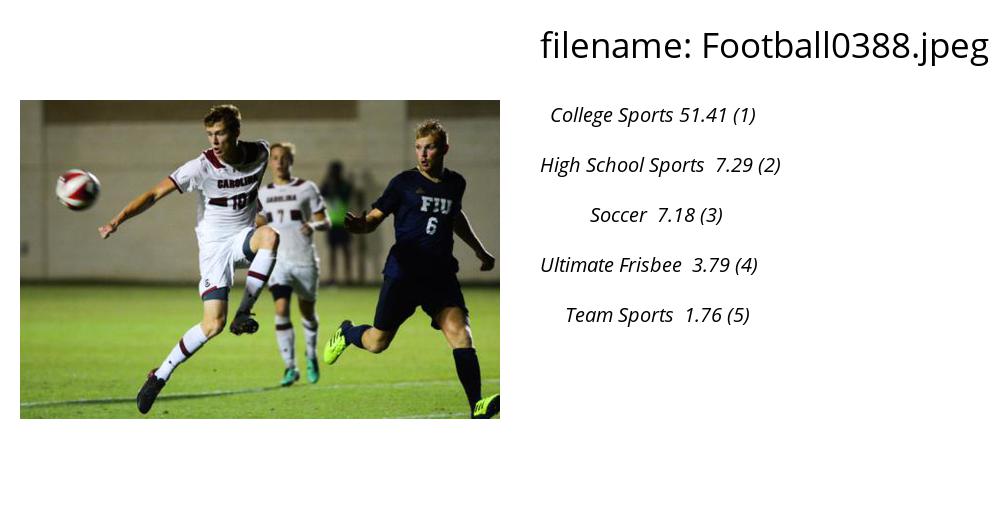 filename: Football0388.jpeg
College Sports 51.41 (1)
High School Sports 7.29 (2)
Soccer 7.18 (3)
Ultimate Frisbee 3.79 (4)
Team Sports 1.76 (5)
CAROLINA
10
CAROLINA
7
FIU
6